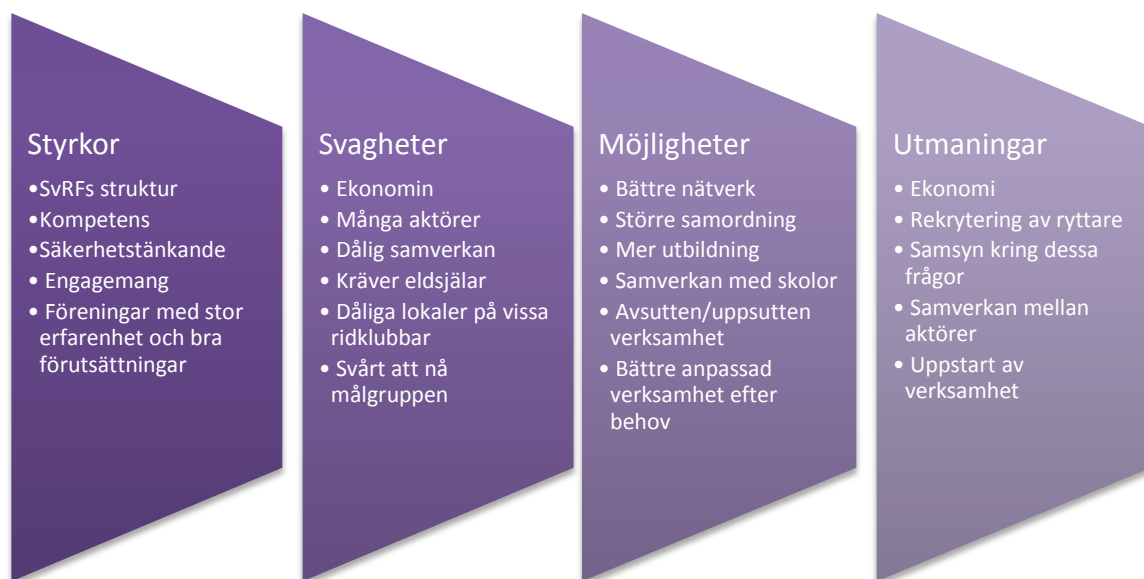 Styrkor
•SvRFs struktur
•Kompetens
•Säkerhetstänkande
• Engagemang
• Föreningar med stor
erfarenhet och bra
förutsättningar
Svagheter
• Ekonomin
• Många aktörer
• Dålig samverkan
• Kräver eldsjälar
• Dåliga lokaler på vissa
ridklubbar
• Svårt att nå
målgruppen
Möjligheter
• Bättre nätverk
• Större samordning
• Mer utbildning
• Samverkan med skolor
• Avsutten/uppsutten
verksamhet
• Bättre anpassad
verksamhet efter
behov
Utmaningar
• Ekonomi
• Rekrytering av ryttare
• Samsyn kring dessa
frågor
• Samverkan mellan
aktörer
• Uppstart av
verksamhet